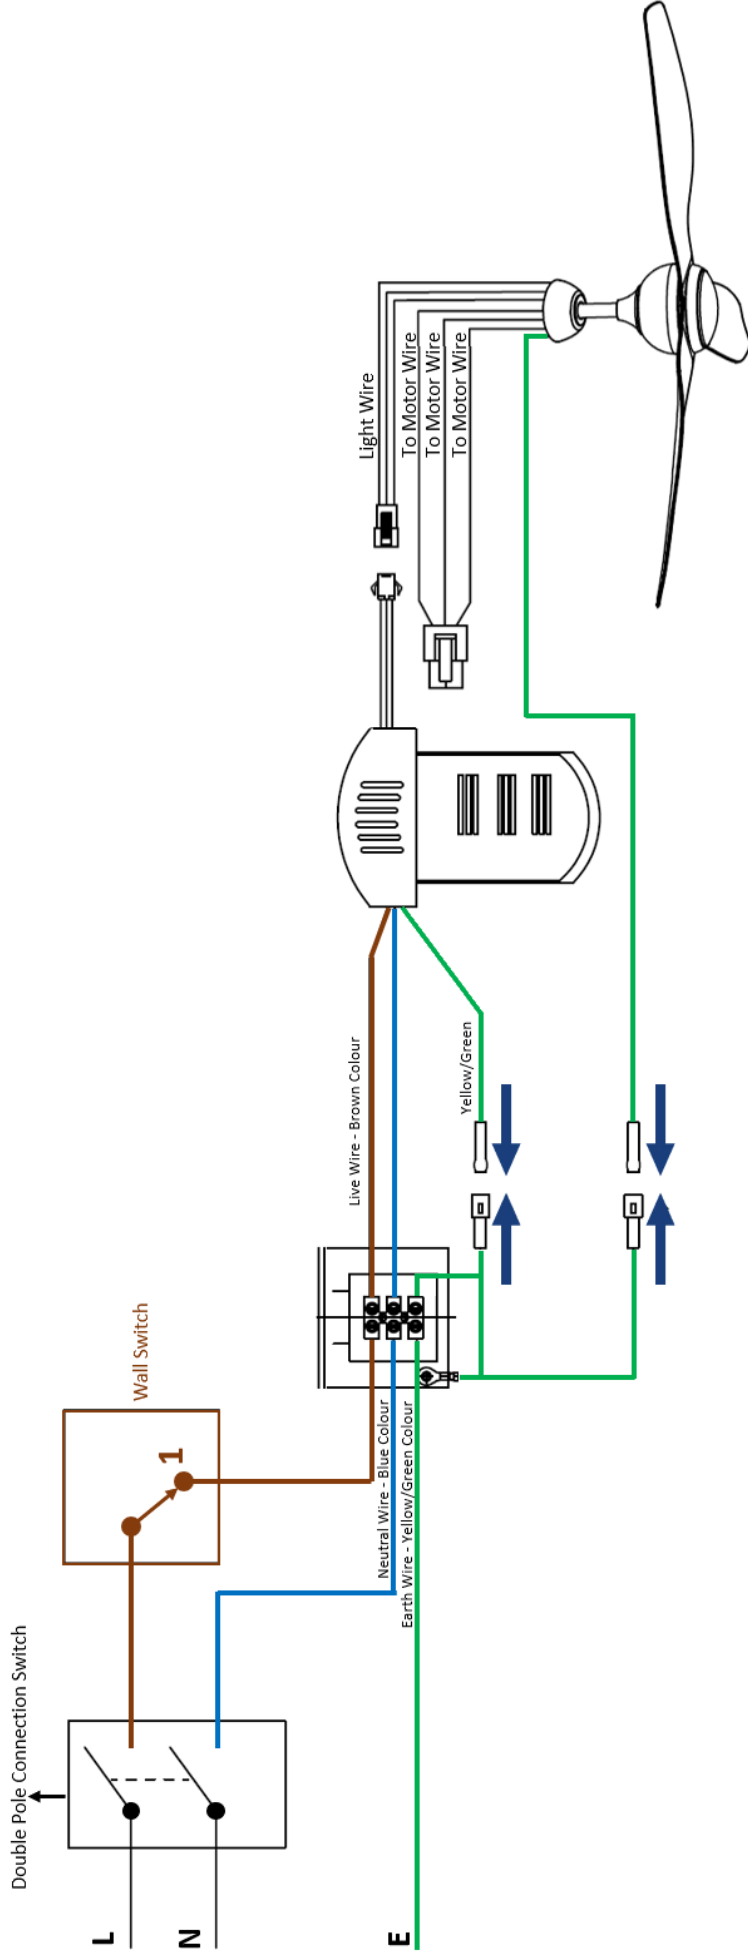 Double Pole Connection Switch
L
N
E
Wall Switch
1
Neutral Wire - Blue Colour
Earth Wire - Yellow/Green Colour
Live Wire - Brown Colour
Yellow/Green
Light Wire
To Motor Wire
To Motor Wire
To Motor Wire